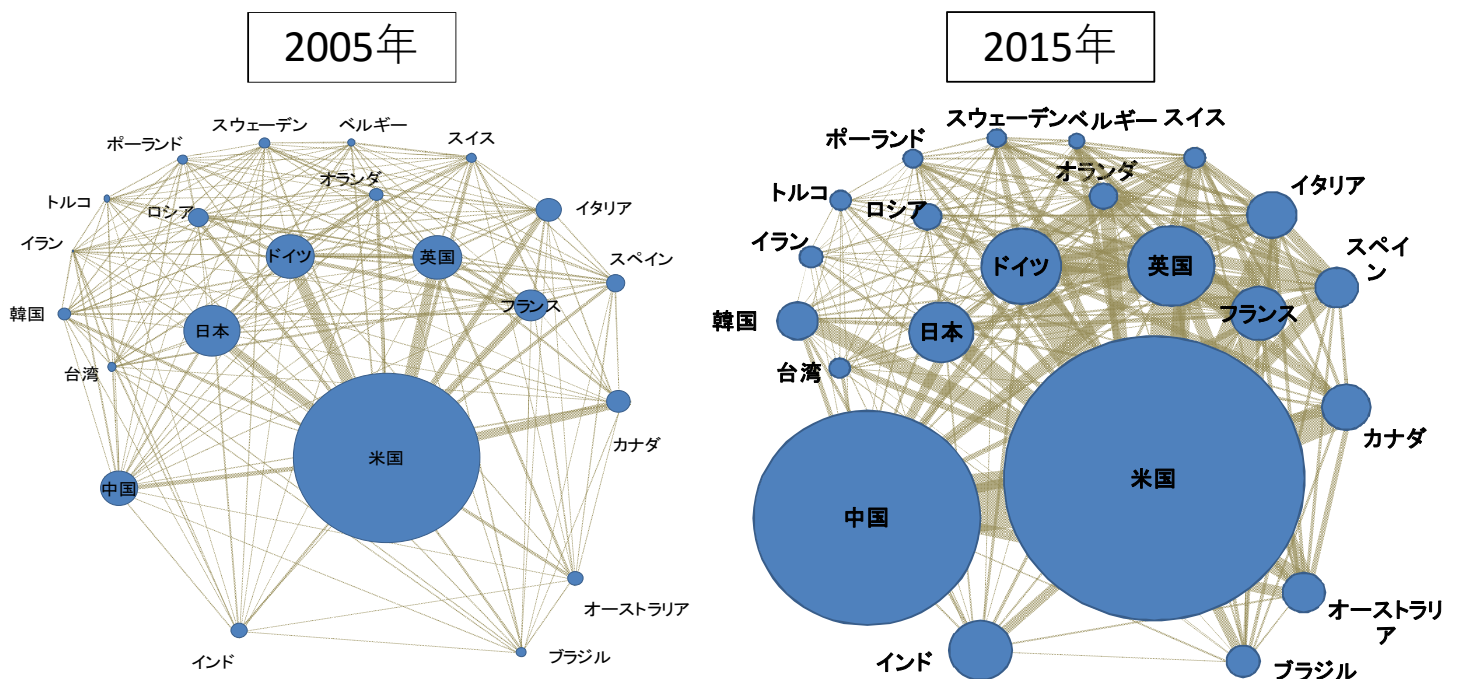 2005年
スウェーデン
ベルギー
スイス
ポーランド
オランダ
トルコ
ロシア
イタリア
イラン
ドイツ
英国
スペイン
韓国
日本
フランス
台湾
カナダ
米国
中国
オーストラリア
インド
ブラジル
2015年
スウェーデン
ベルギー
スイス
ポーランド
オランダ
トルコ
ロシア
イタリア
イラン
ドイツ
英国
スペイ
ン
韓国
日本
フランス
台湾
カナダ
米国
中国
オーストラリ
ア
インド
ブラジル